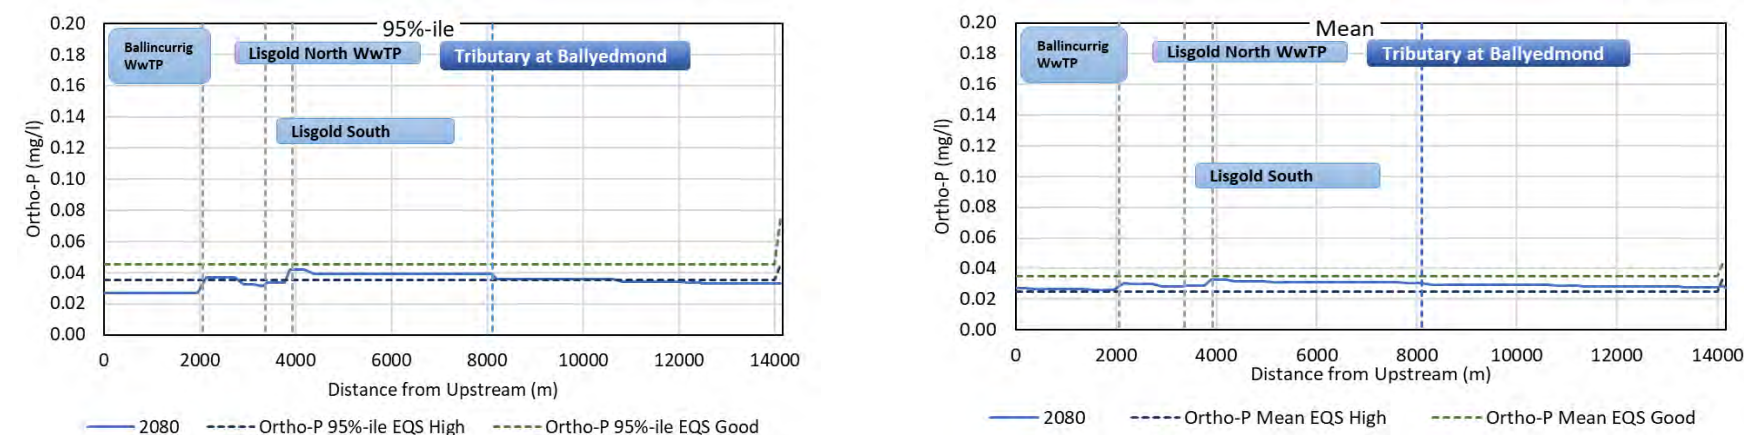 95%-ile
0.20
0.18
0.16
0.14
0.12
0.10
0.08
0.06
0.04
0.02
0.00
Ortho-P (mg/l)
Ballincurrig
WwTP
Lisgold North WwTP
Tributary at Ballyedmond
Lisgold South
0 2000 4000 6000 8000 10000 12000 14000
Distance from Upstream (m)
2080 Ortho-P 95%-ile EQS High Ortho-P 95%-ile EQS Good
Mean
0.20
0.18
0.16
0.14
0.12
0.10
0.08
0.06
0.04
0.02
0.00
Ortho-P (mg/l)
Ballincurrig
WwTP
Lisgold North WwTP
Tributary at Ballyedmond
Lisgold South
0 2000 4000 6000 8000 10000 12000 14000
Distance from Upstream (m)
2080 Ortho-P Mean EQS High Ortho-P Mean EQS Good